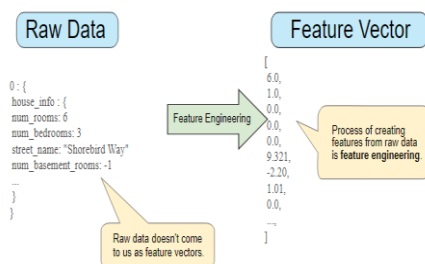 Raw Data
Feature Vector
0 : {
house_info : {
num_rooms: 6
num_bedrooms: 3
street_name: "Shorebird Way"
num_basement_rooms: -1
...
}
}
Raw data doesn't come
to us as feature vectors.
Feature Engineering
[
6.0,
1.0,
0.0,
0.0,
0.0,
9.321,
-2.20,
1.01,
0.0,
...,
]
Process of creating
features from raw data
is feature engineering.